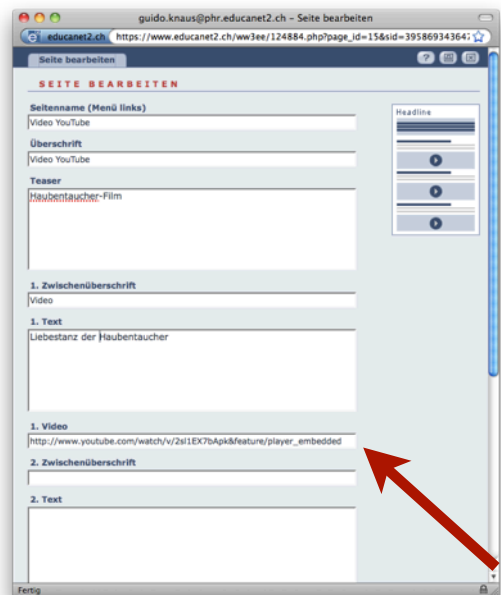 guido.knaus@phr.educanet2.ch – Seite bearbeiten
educanet2.ch https://www.educanet2.ch/ww3ee/124884.php?page_id=15&sid=39586934364
Seite bearbeiten
SEITE BEARBEITEN
Seitenname (Menü links)
Video YouTube
Headline
Überschrift
Video YouTube
Teaser
Haubentaucher-Film
1. Zwischenüberschrift
Video
1. Text
Liebestanz der Haubentaucher
1. Video
http://www.youtube.com/watch/v/2sl1EX7bApk&feature/player_embedded
2. Zwischenüberschrift
2. Text
Fertig